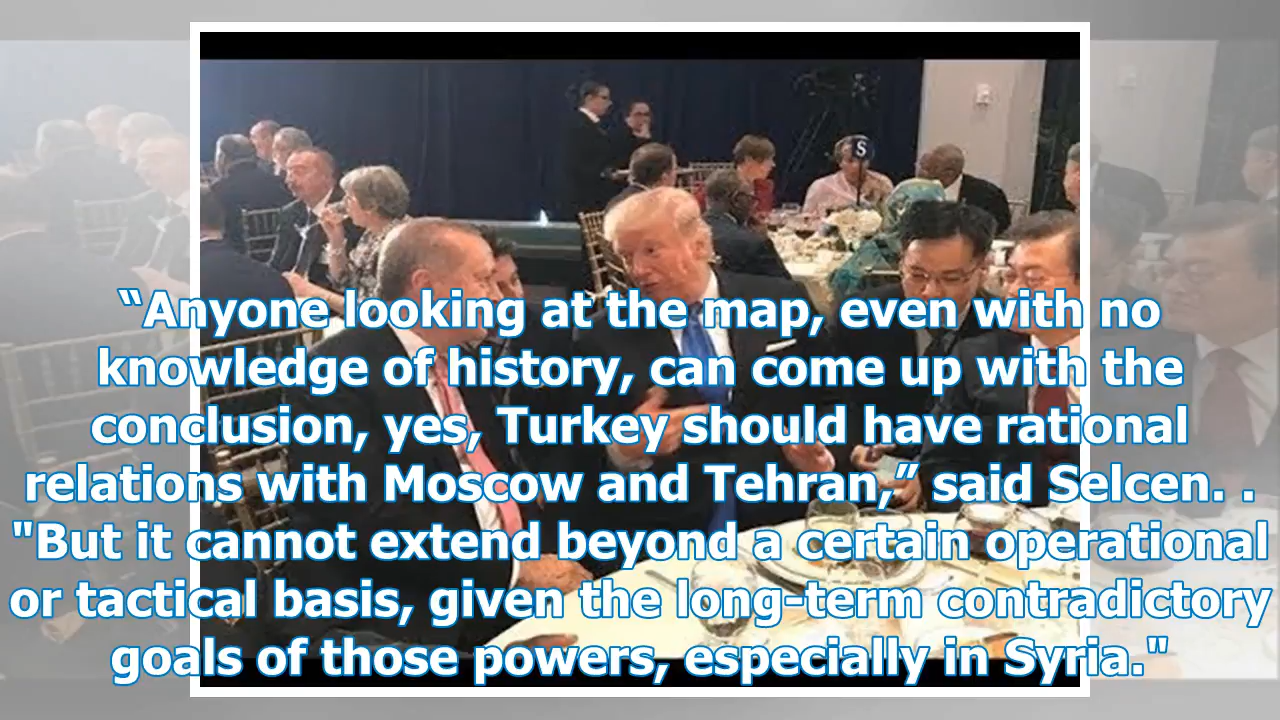 “Anyone looking at the map, even with no
knowledge of history, can come up with the
conclusion, yes, Turkey should have rational
relations with Moscow and Tehran,” said Selcen. .
"But it cannot extend beyond a certain operational
or tactical basis, given the long-term contradictory
goals of those powers, especially in Syria."
S